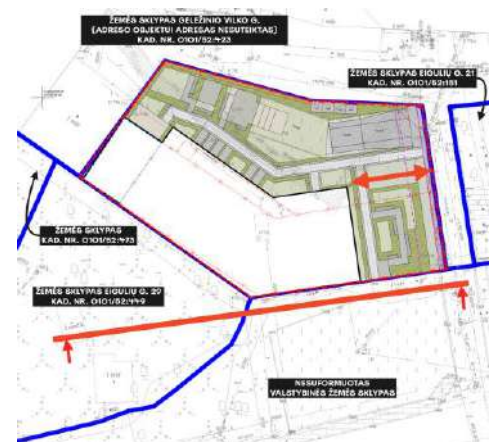 ŽEMĖS SKLYPAS GELEŽINIO VILKO G.
(ADRESO OBJEKTUI ADRESAS NESUTEIKTAS)
KAD. NR. 0101/52:423
ŽEMĖS SKLYPAS EIGULIŲ G. 21
KAD. NR. 0101/52:151
ŽEMĖS SKLYPAS
KAD. NR. 0101/52:473
ŽEMĖS SKLYPAS EIGULIŲ G. 29
KAD. NR. 0101/52:449
NESUFORMUOTAS
VALSTYBINĖS ŽEMĖS SKLYPAS